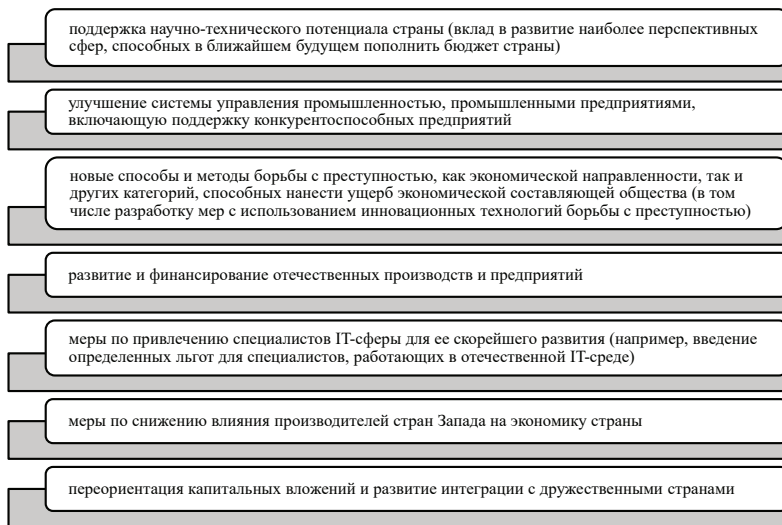 поддержка научно-технического потенциала страны (вклад в развитие наиболее перспективных
сфер, способных в ближайшем будущем пополнить бюджет страны)
улучшение системы управления промышленностью, промышленными предприятиями,
включающую поддержку конкурентоспособных предприятий
новые способы и методы борьбы с преступностью, как экономической направленности, так и
других категорий, способных нанести ущерб экономической составляющей общества (в том
числе разработку мер с использованием инновационных технологий борьбы с преступностью)
развитие и финансирование отечественных производств и предприятий
меры по привлечению специалистов IT-сферы для ее скорейшего развития (например, введение
определенных льгот для специалистов, работающих в отечественной IT-среде)
меры по снижению влияния производителей стран Запада на экономику страны
переориентация капитальных вложений и развитие интеграции с дружественными странами